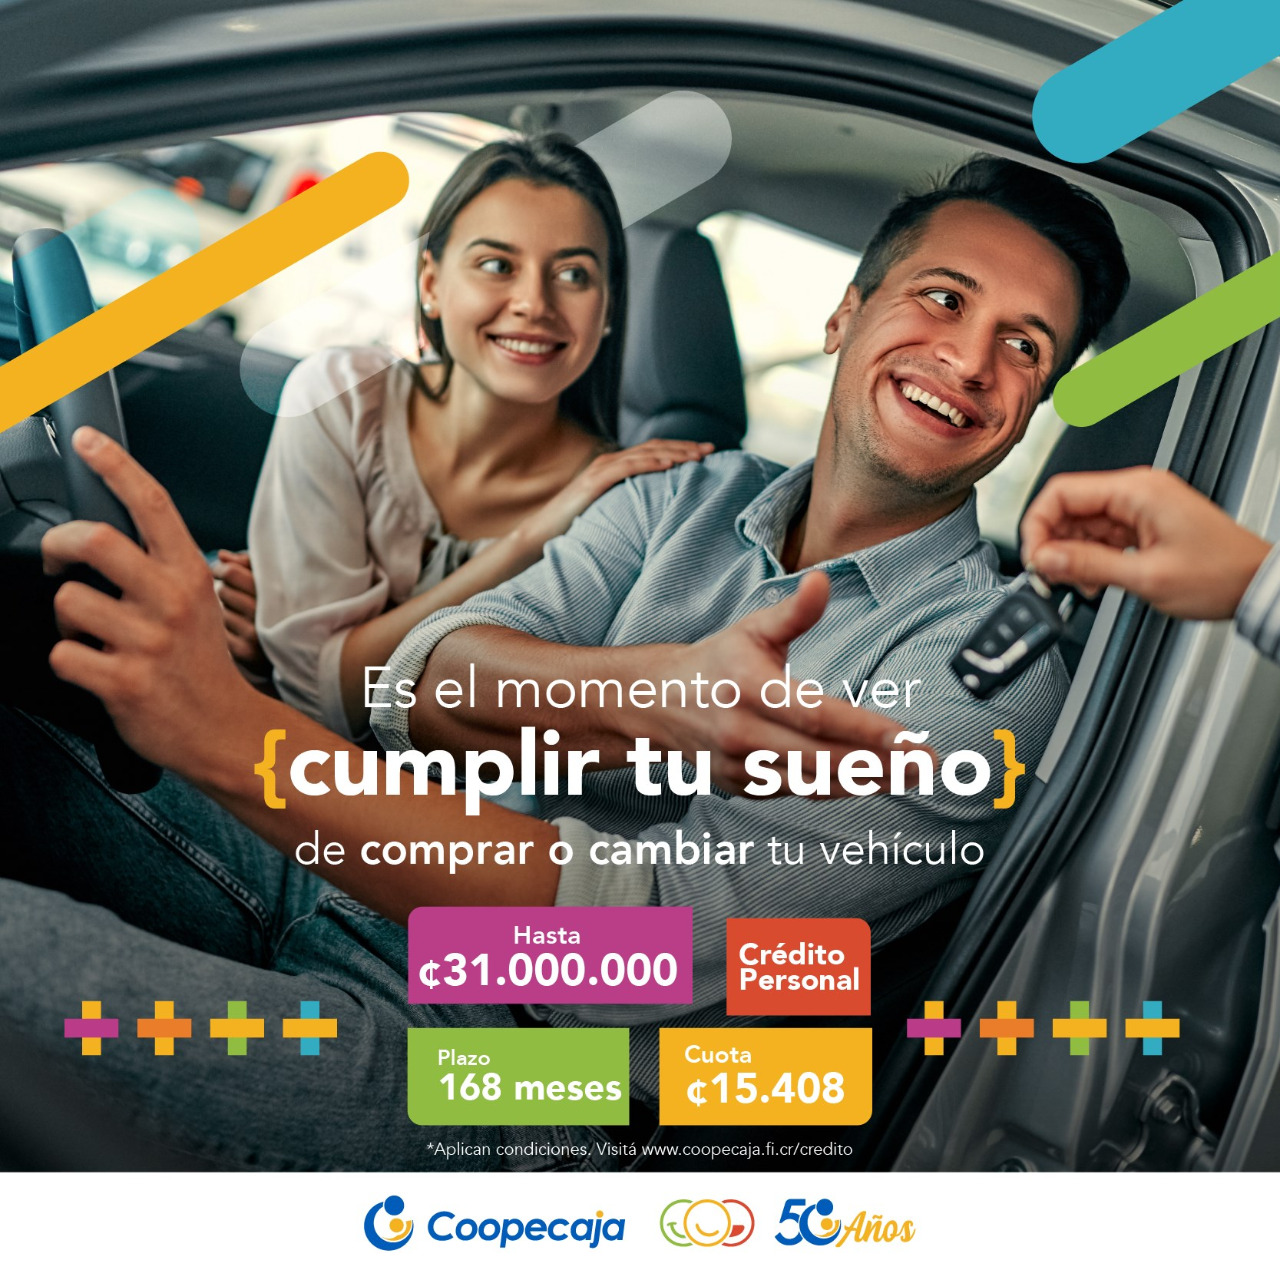 Es el momento de ver
{cumplir tu sueño}
de comprar o cambiar tu vehículo
Hasta
₡31.000.000
Crédito
Personal
Plazo
168 meses
Cuota
₡15.408
*Aplican condiciones. Visitá www.coopecaja.fi.cr/credito
Coopecaja
50 Años